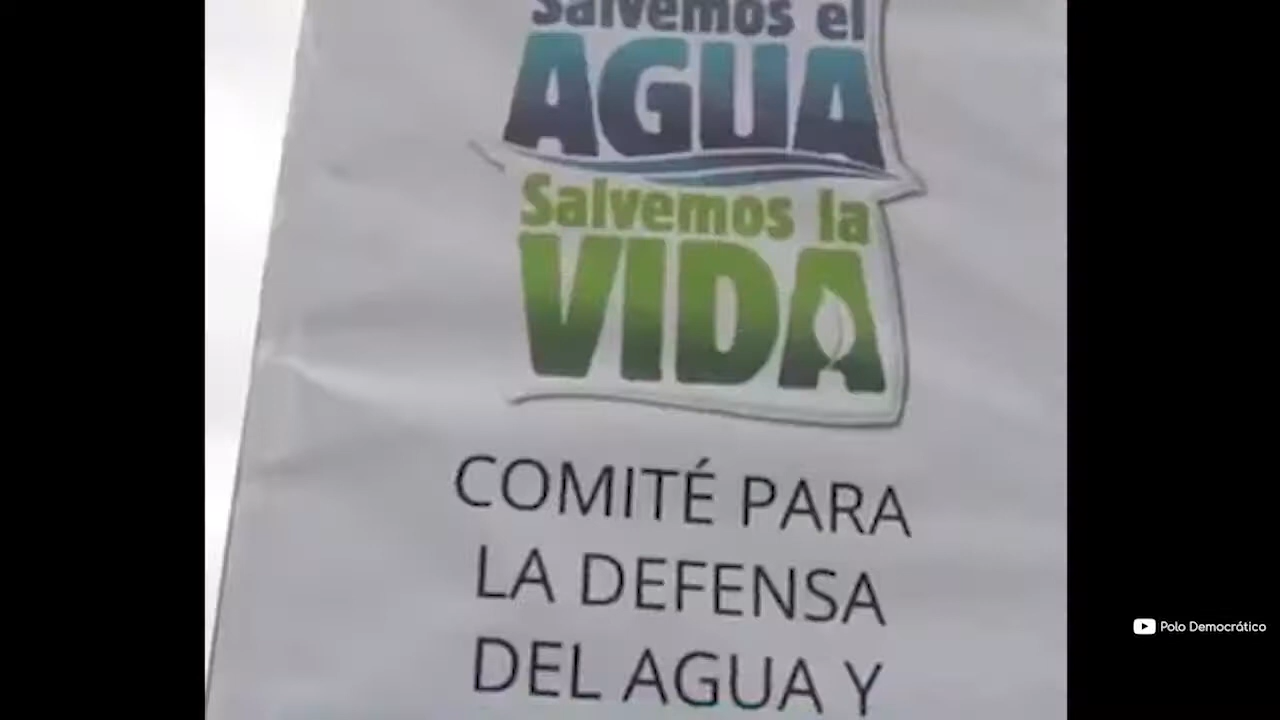 Salvemos el
AGUA
Salvemos la
VIDA
COMITÉ PARA
LA DEFENSA
DEL AGUA Y
Polo Democrático